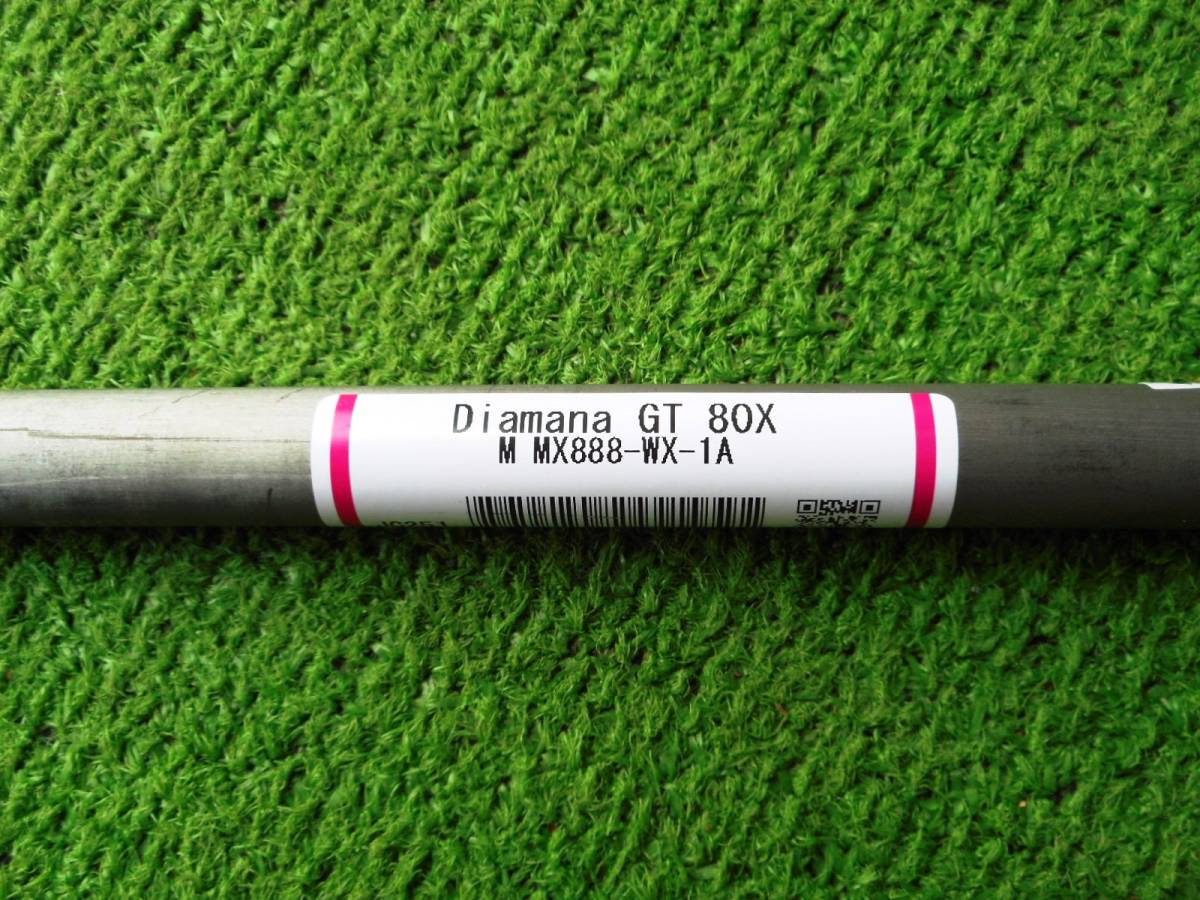 Diamana GT 80X
M MX888-WX-1A